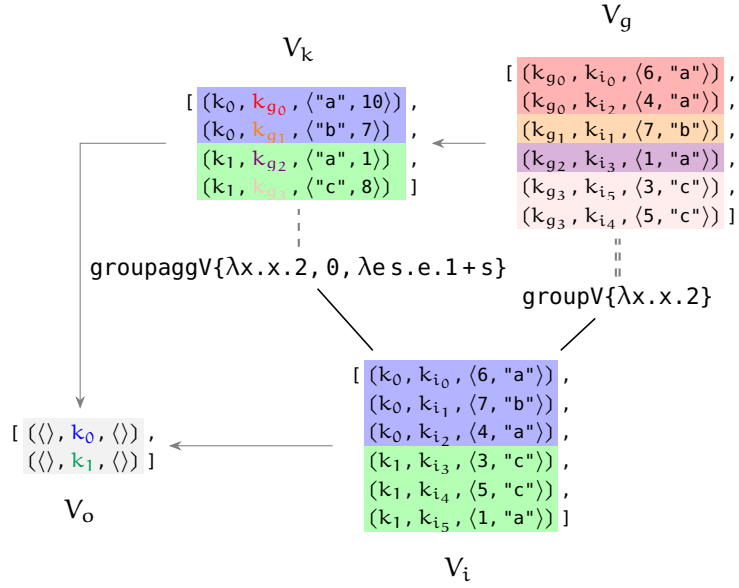 V_k
[ (k_0, k_{g_0}, ⟨"a", 10⟩) ,
(k_0, k_{g_1}, ⟨"b", 7⟩) ,
(k_1, k_{g_2}, ⟨"a", 1⟩) ,
(k_1, k_{g_3}, ⟨"c", 8⟩) ]
V_g
[ (k_{g_0}, k_{i_0}, ⟨6, "a"⟩) ,
(k_{g_0}, k_{i_2}, ⟨4, "a"⟩) ,
(k_{g_1}, k_{i_1}, ⟨7, "b"⟩) ,
(k_{g_2}, k_{i_3}, ⟨1, "a"⟩) ,
(k_{g_3}, k_{i_5}, ⟨3, "c"⟩) ,
(k_{g_3}, k_{i_4}, ⟨5, "c"⟩) ]
groupaggV{λx.x.2, 0, λe s.e.1 + s}
groupV{λx.x.2}
[ (k_0, k_{i_0}, ⟨6, "a"⟩) ,
(k_0, k_{i_1}, ⟨7, "b"⟩) ,
(k_0, k_{i_2}, ⟨4, "a"⟩) ,
(k_1, k_{i_3}, ⟨3, "c"⟩) ,
(k_1, k_{i_4}, ⟨5, "c"⟩) ,
(k_1, k_{i_5}, ⟨1, "a"⟩) ]
V_i
[ (⟨⟩, k_0, ⟨⟩) ,
(⟨⟩, k_1, ⟨⟩) ]
V_o